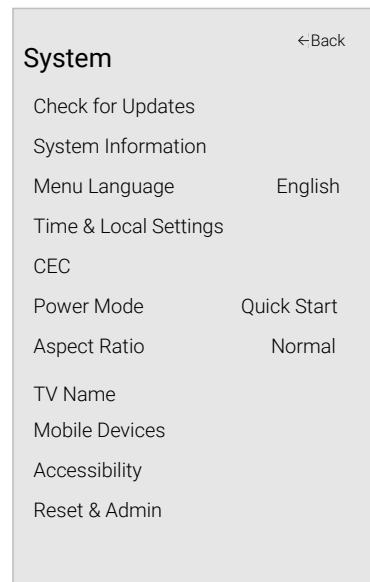 ←Back
System
Check for Updates
System Information
Menu Language English
Time & Local Settings
CEC
Power Mode Quick Start
Aspect Ratio Normal
TV Name
Mobile Devices
Accessibility
Reset & Admin